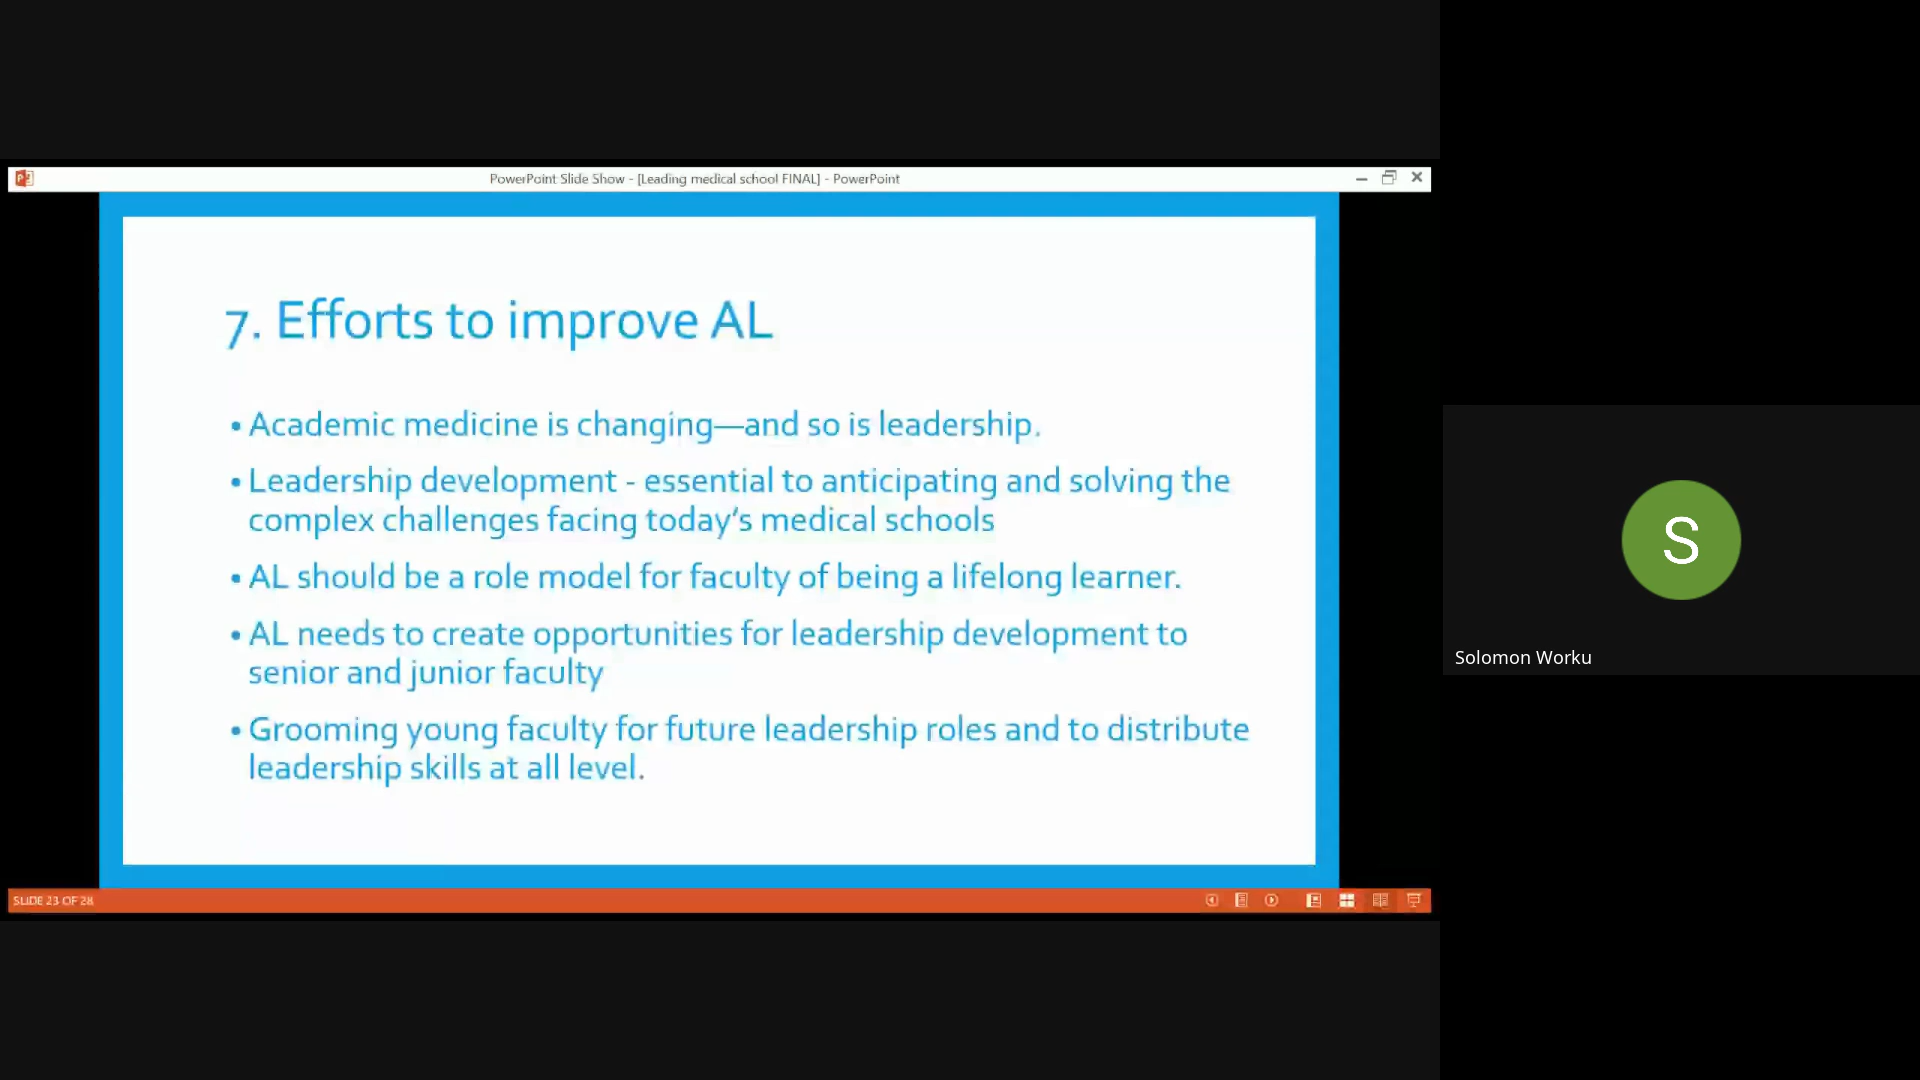 PowerPoint Slide Show - [Leading medical school FINAL] - PowerPoint
7. Efforts to improve AL
• Academic medicine is changing—and so is leadership.
• Leadership development - essential to anticipating and solving the
complex challenges facing today's medical schools
• AL should be a role model for faculty of being a lifelong learner.
• AL needs to create opportunities for leadership development to
senior and junior faculty
• Grooming young faculty for future leadership roles and to distribute
leadership skills at all level.
SLIDE 23 OF 28
S
Solomon Worku